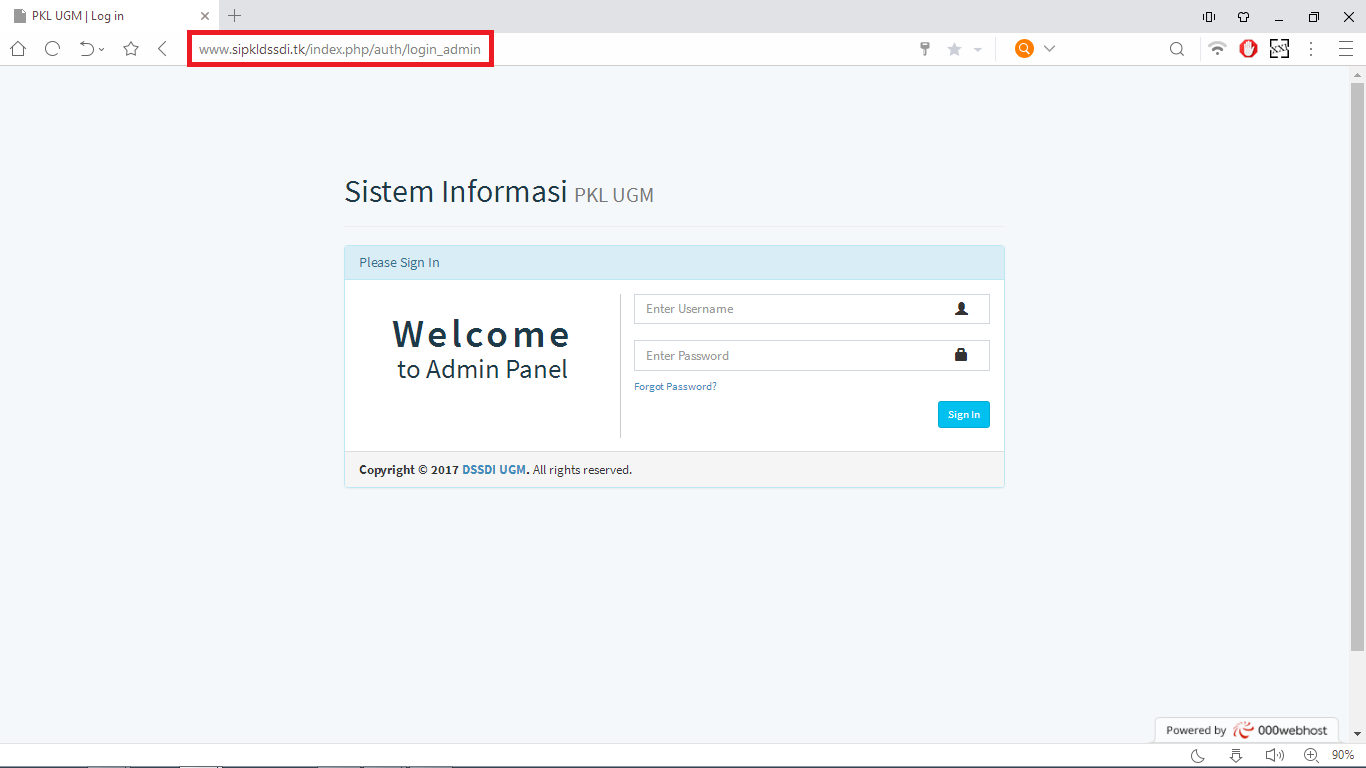 PKL UGM | Log in
www.sipkldssdi.tk/index.php/auth/login_admin
Sistem Informasi PKL UGM
Please Sign In
Welcome
to Admin Panel
Enter Username
Enter Password
Forgot Password?
Sign In
Copyright © 2017 DSSDI UGM. All rights reserved.
Powered by 000webhost
90%